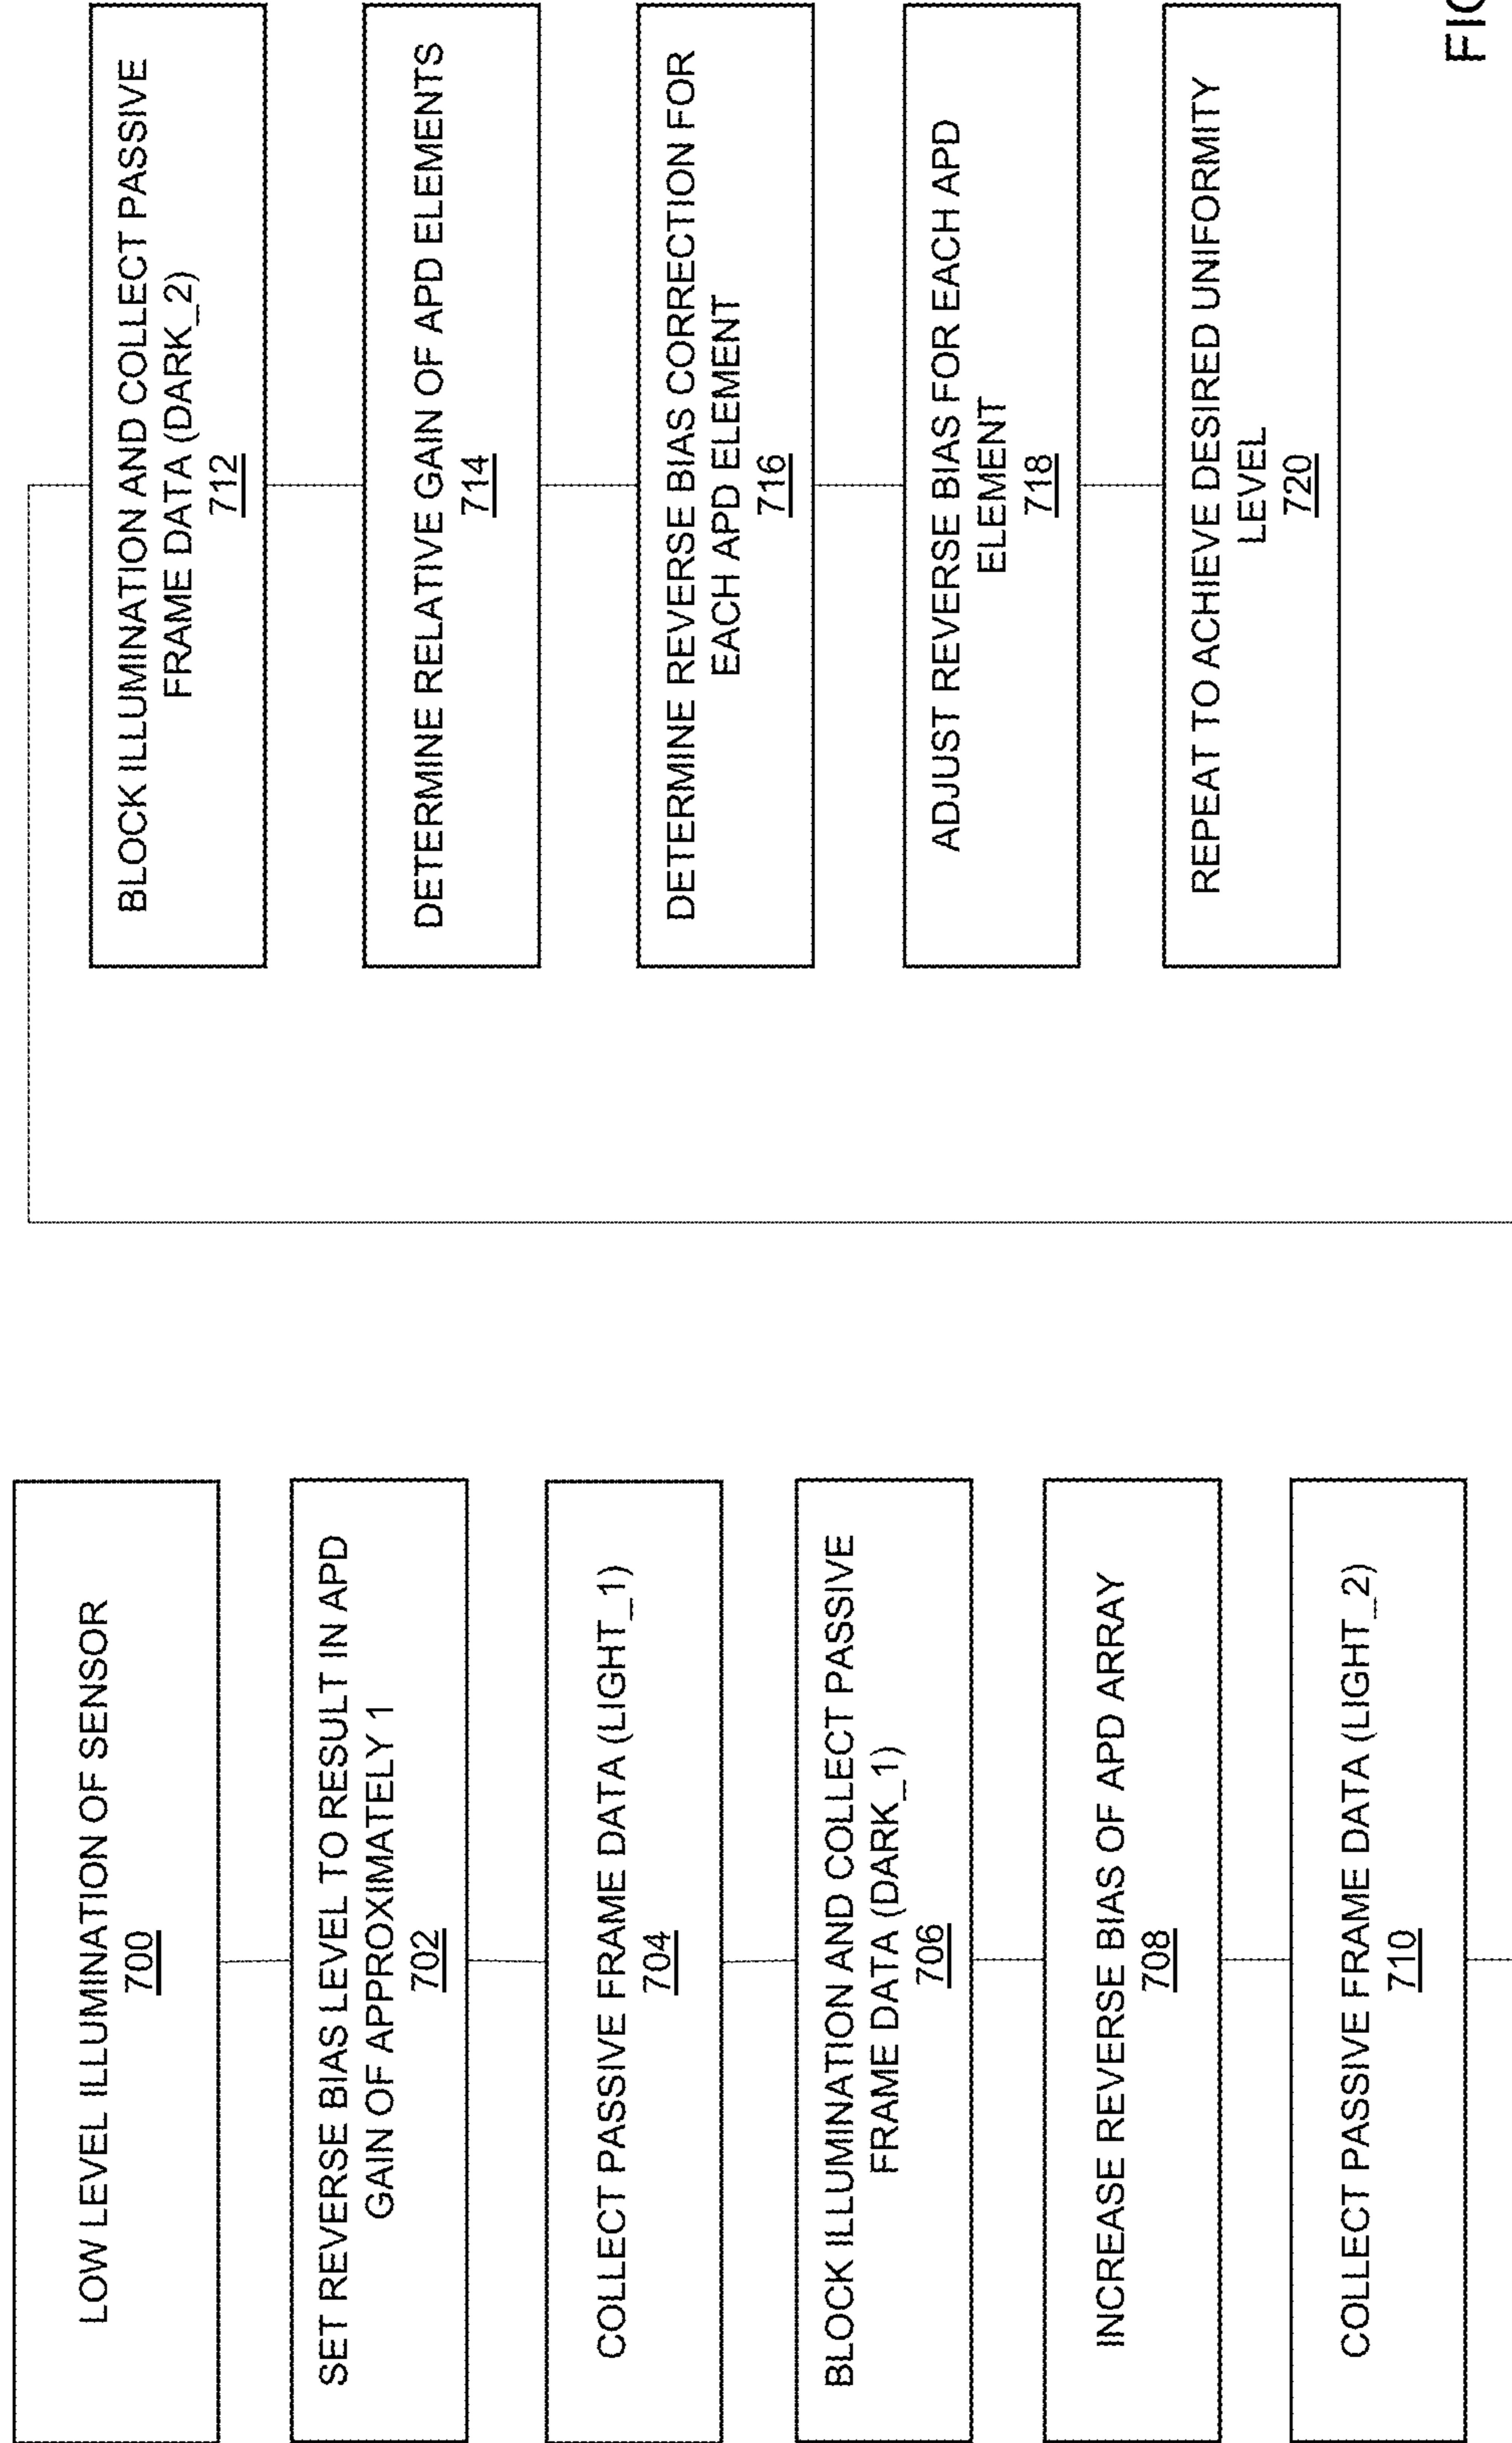 LOW LEVEL ILLUMINATION OF SENSOR
700
SET REVERSE BIAS LEVEL TO RESULT IN APD
GAIN OF APPROXIMATELY 1
702
COLLECT PASSIVE FRAME DATA (LIGHT_1)
704
BLOCK ILLUMINATION AND COLLECT PASSIVE
FRAME DATA (DARK_1)
706
INCREASE REVERSE BIAS OF APD ARRAY
708
COLLECT PASSIVE FRAME DATA (LIGHT_2)
710
BLOCK ILLUMINATION AND COLLECT PASSIVE
FRAME DATA (DARK_2)
712
DETERMINE RELATIVE GAIN OF APD ELEMENTS
714
DETERMINE REVERSE BIAS CORRECTION FOR
EACH APD ELEMENT
716
ADJUST REVERSE BIAS FOR EACH APD
ELEMENT
718
REPEAT TO ACHIEVE DESIRED UNIFORMITY
LEVEL
720